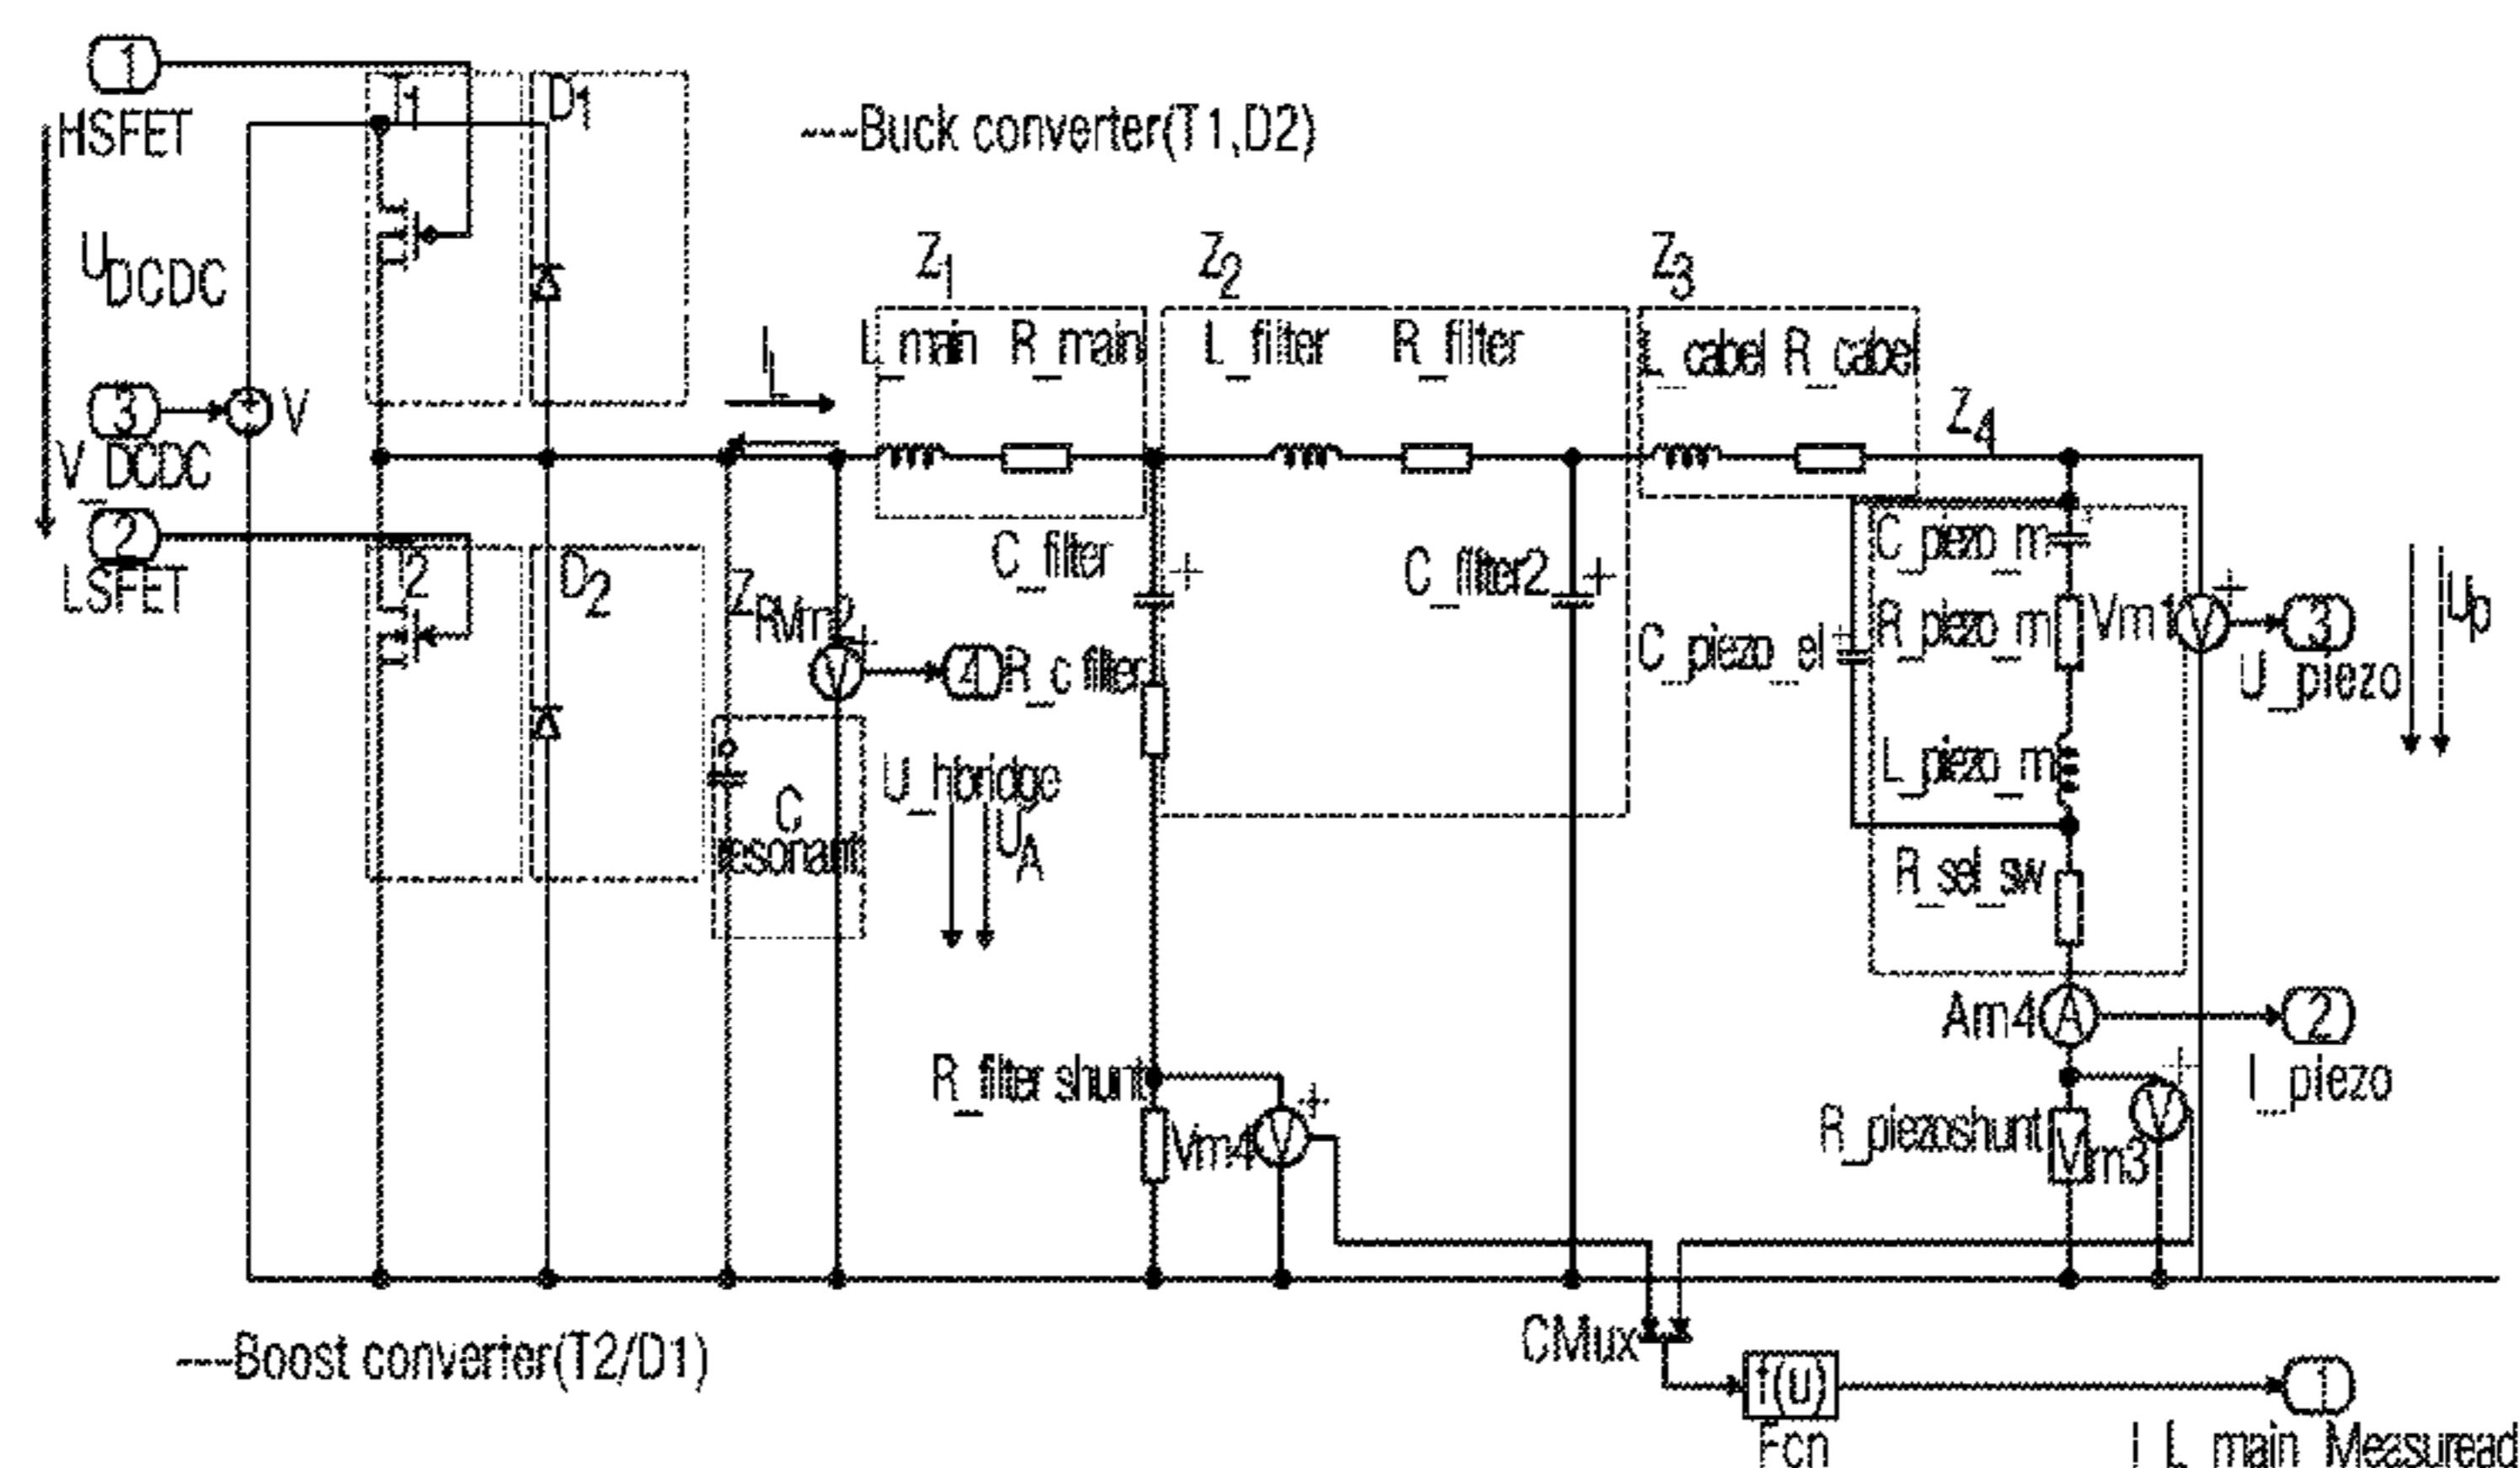 1
T1
D1
HSFET
---Buck converter(T1,D2)
UDCDC
Z1
Z2
Z3
IL
L_main R_main
L_filter R_filter
L_cabel R_cabel
Z4
3
V
V_DCDC
2
LSFET
T2
D2
ZR
Vm2
+
4
C_filter
+
R_c filter
C_filter2
+
C_piezo_el
+
C_piezo_m
+
R_piezo_m
Vm1
V
+
3
U_piezo
Up
V
L_piezo_m
U_hbridge
UA
C
resonant
R_sel_sw
Am4
A
2
I_piezo
R_filter shunt
Vm4
V
+
R_piezoshunt
Vm3
V
+
CMux
---Boost converter(T2/D1)
f(u)
Fcn
1
I_L_main_Measuread